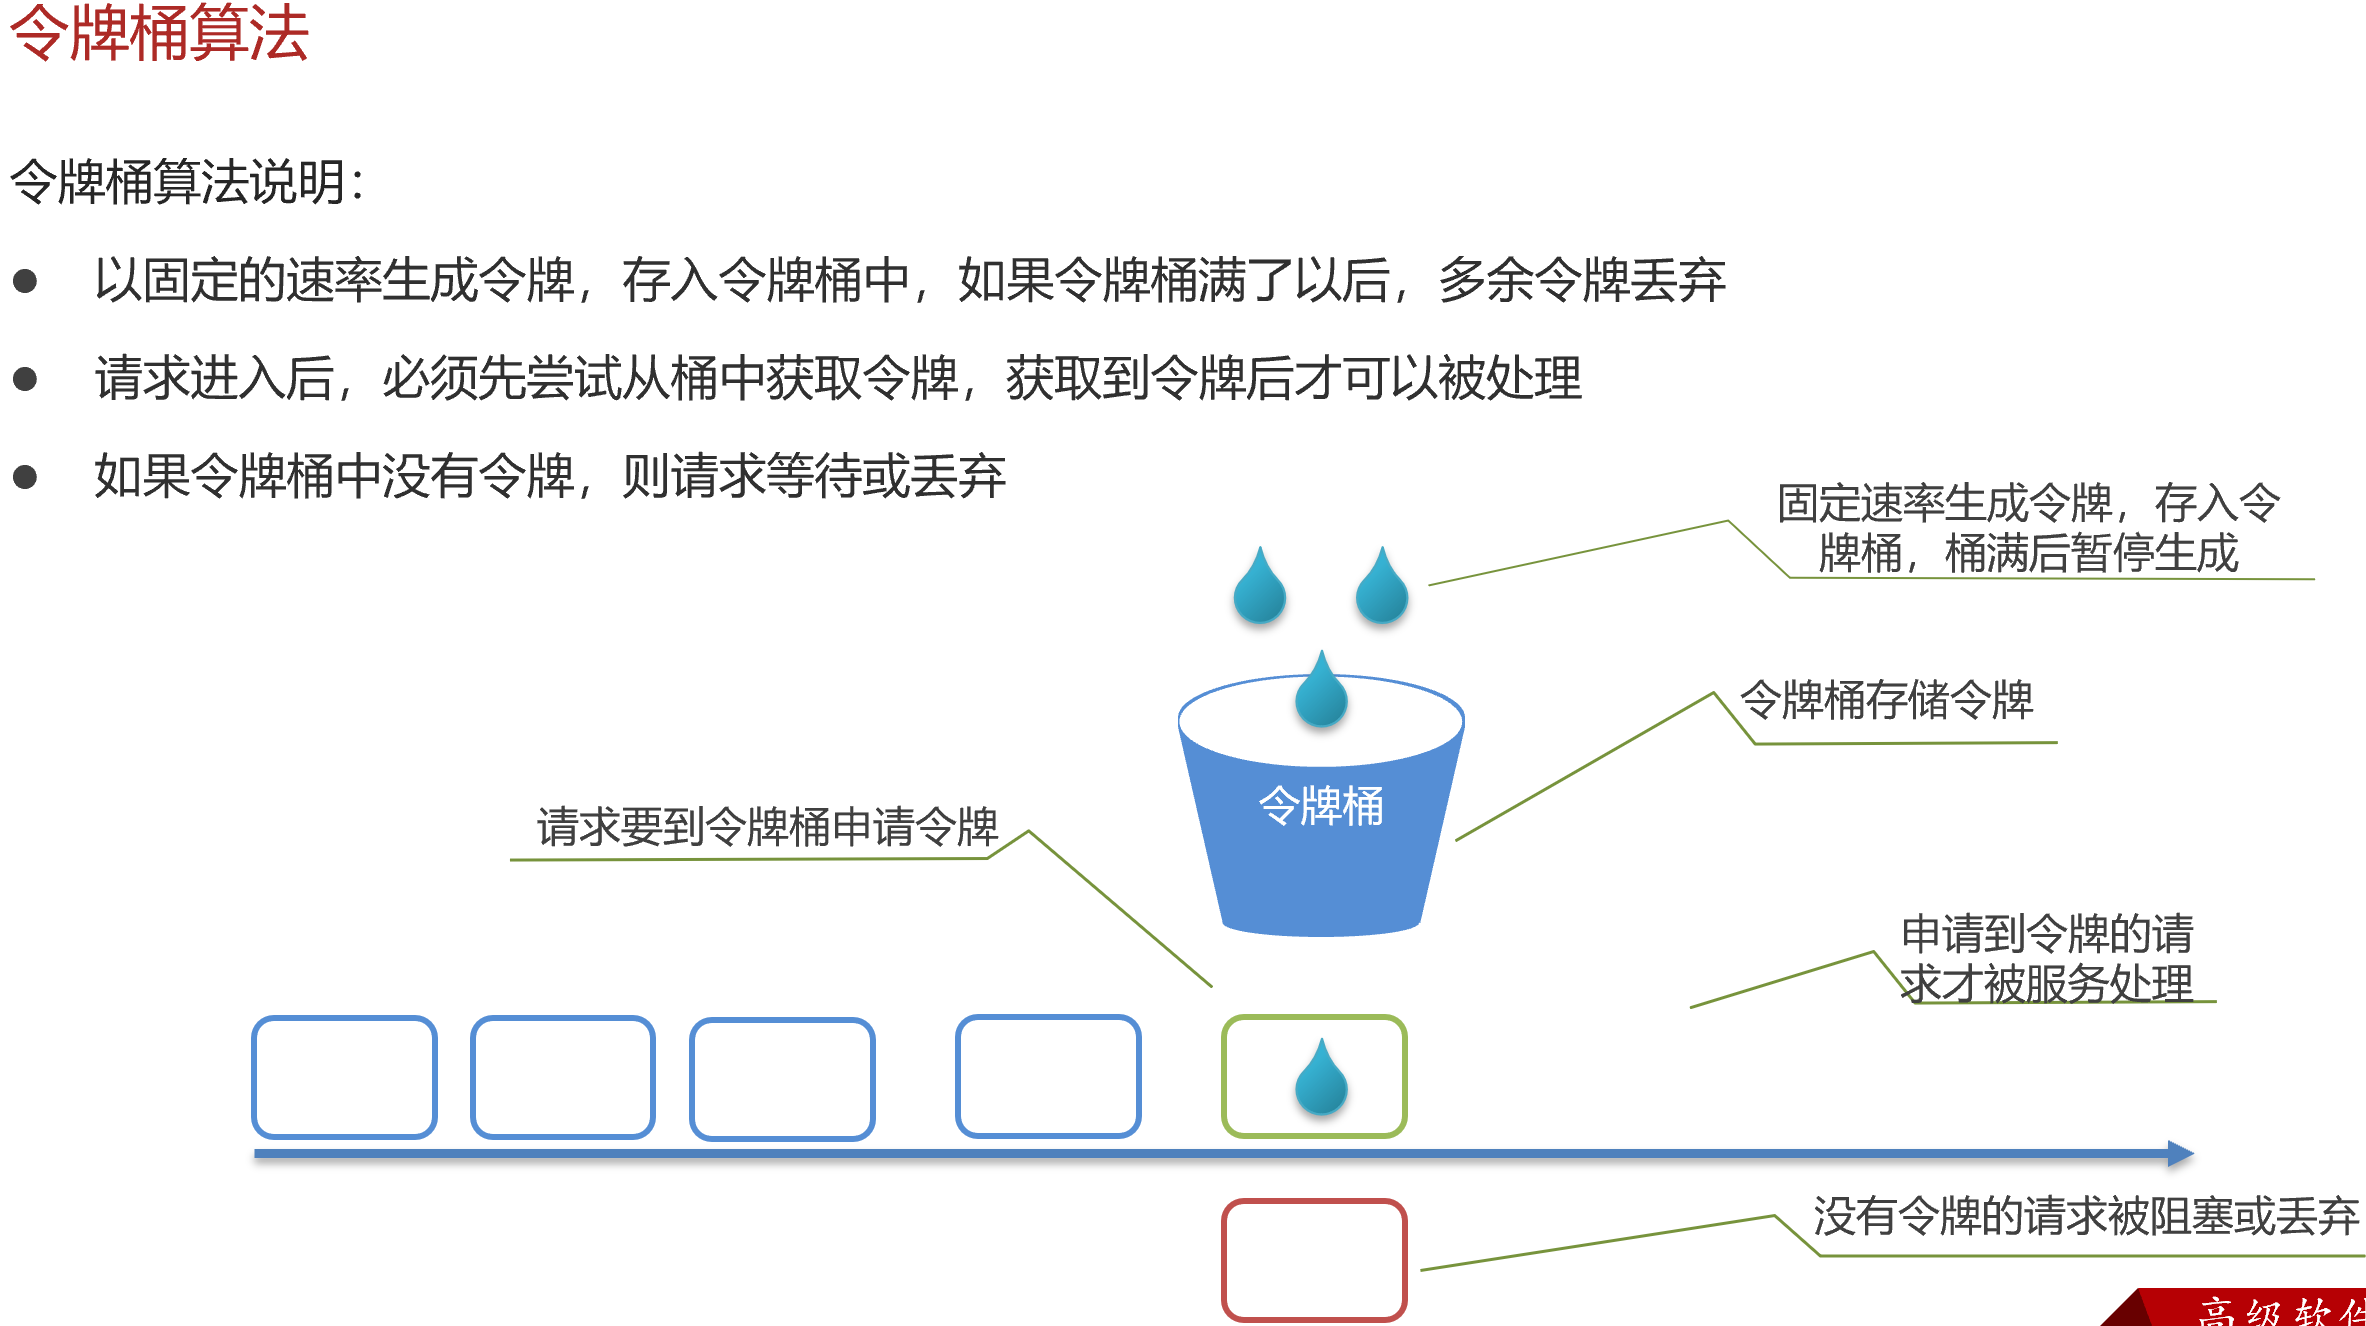 令牌桶算法
令牌桶算法说明：
以固定的速率生成令牌，存入令牌桶中，如果令牌桶满了以后，多余令牌丢弃
请求进入后，必须先尝试从桶中获取令牌，获取到令牌后才可以被处理
如果令牌桶中没有令牌，则请求等待或丢弃
固定速率生成令牌，存入令
牌桶，桶满后暂停生成
令牌桶存储令牌
令牌桶
请求要到令牌桶申请令牌
申请到令牌的请
求才被服务处理
没有令牌的请求被阻塞或丢弃
高级软件